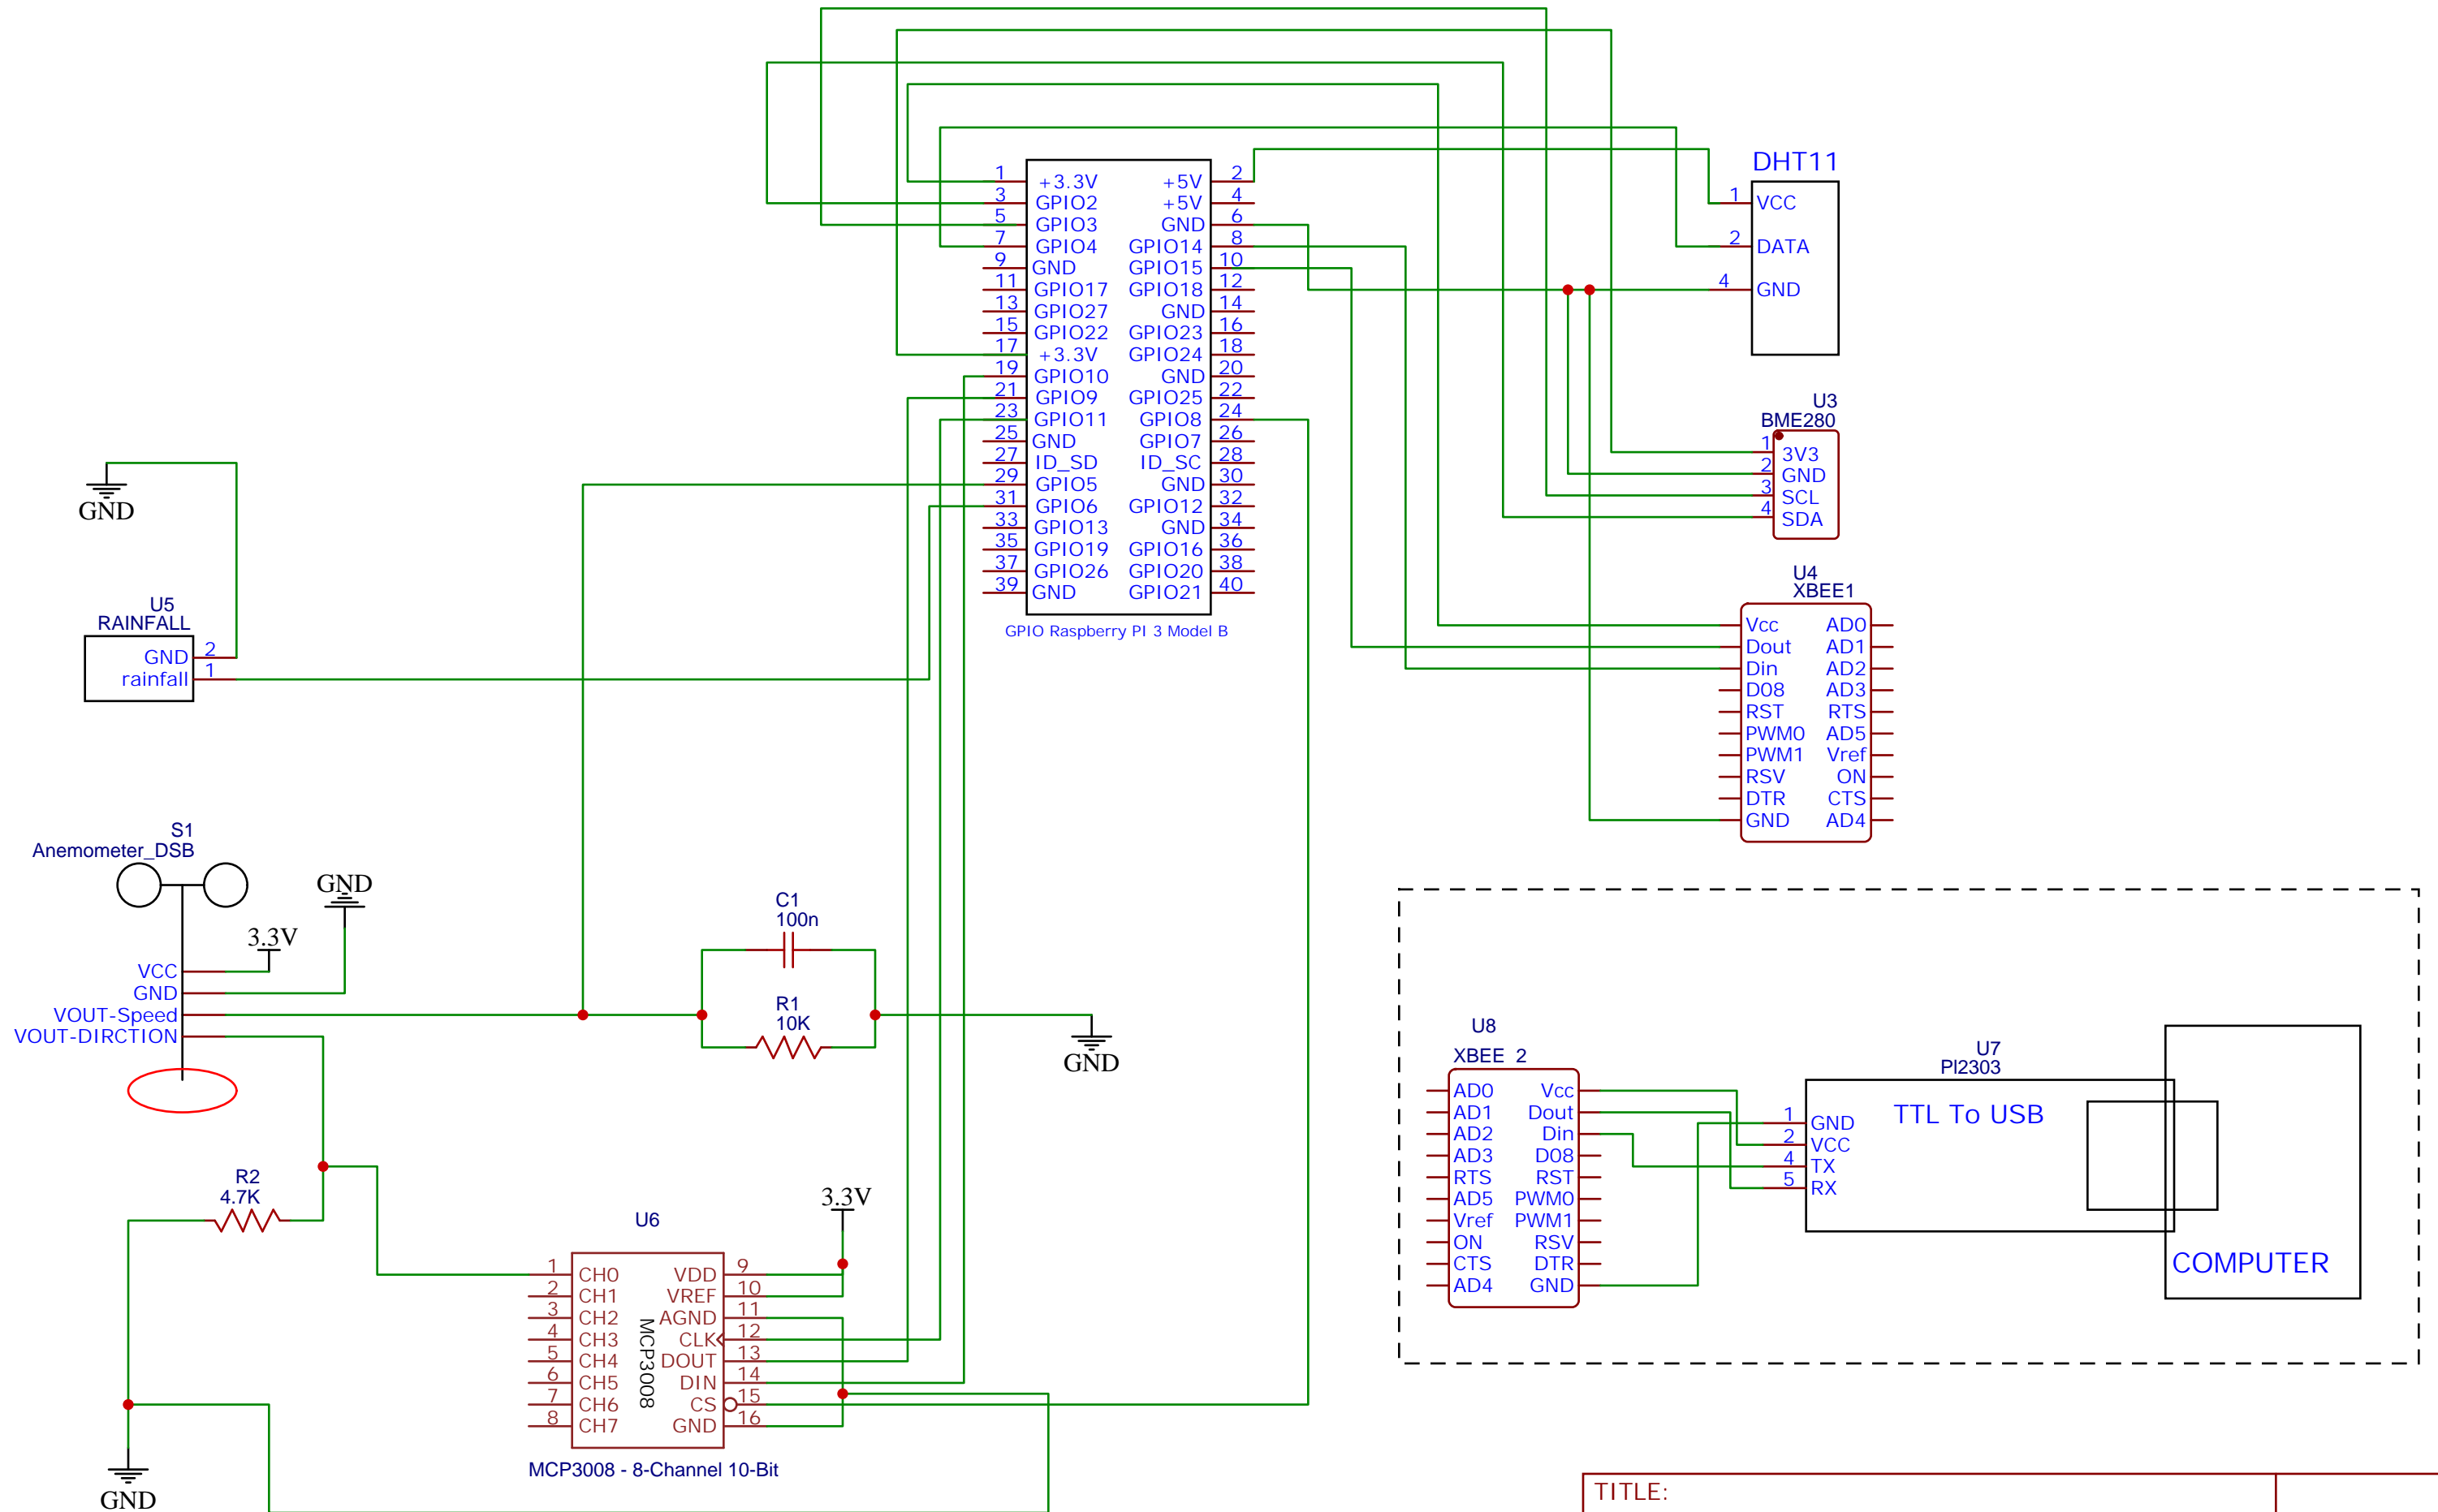 1 +3.3V +5V 2
3 GPIO2 +5V 4
5 GPIO3 GND 6
7 GPIO4 GPIO14 8
9 GND GPIO15 10
11 GPIO17 GPIO18 12
13 GPIO27 GND 14
15 GPIO22 GPIO23 16
17 +3.3V GPIO24 18
19 GPIO10 GND 20
21 GPIO9 GPIO25 22
23 GPIO11 GPIO8 24
25 GND GPIO7 26
27 ID_SD ID_SC 28
29 GPIO5 GND 30
31 GPIO6 GPIO12 32
33 GPIO13 GND 34
35 GPIO19 GPIO16 36
37 GPIO26 GPIO20 38
39 GND GPIO21 40
GPIO Raspberry PI 3 Model B
DHT11
1 VCC
2 DATA
4 GND
U3
BME280
1 3V3
2 GND
3 SCL
4 SDA
U4
XBEE1
Vcc AD0
Dout AD1
Din AD2
D08 AD3
RST RTS
PWM0 AD5
PWM1 Vref
RSV ON
DTR CTS
GND AD4
GND
U5
RAINFALL
GND 2
rainfall 1
S1
Anemometer_DSB
GND
3.3V
VCC
GND
VOUT-Speed
VOUT-DIRCTION
C1
100n
R1
10K
GND
R2
4.7K
GND
3.3V
U6
1 CH0 VDD 9
2 CH1 VREF 10
3 CH2 AGND 11
4 CH3 CLK 12
5 CH4 DOUT 13
6 CH5 DIN 14
7 CH6 CS 15
8 CH7 GND 16
MCP3008
MCP3008 - 8-Channel 10-Bit
U8
XBEE 2
AD0 Vcc
AD1 Dout
AD2 Din
AD3 D08
RTS RST
AD5 PWM0
Vref PWM1
ON RSV
CTS DTR
AD4 GND
U7
Pl2303
TTL To USB
1 GND
2 VCC
4 TX
5 RX
COMPUTER
TITLE: